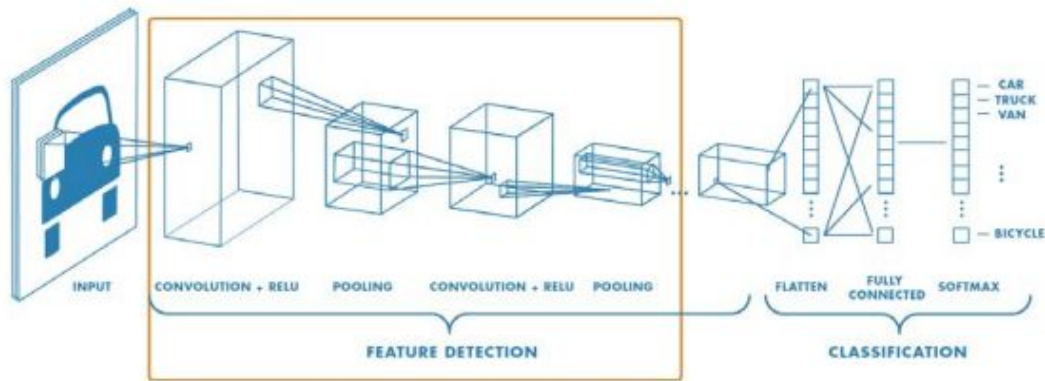 CAR
TRUCK
VAN
BICYCLE
INPUT
CONVOLUTION + RELU
POOLING
CONVOLUTION + RELU
POOLING
FLATTEN
FULLY
CONNECTED
SOFTMAX
FEATURE DETECTION
CLASSIFICATION